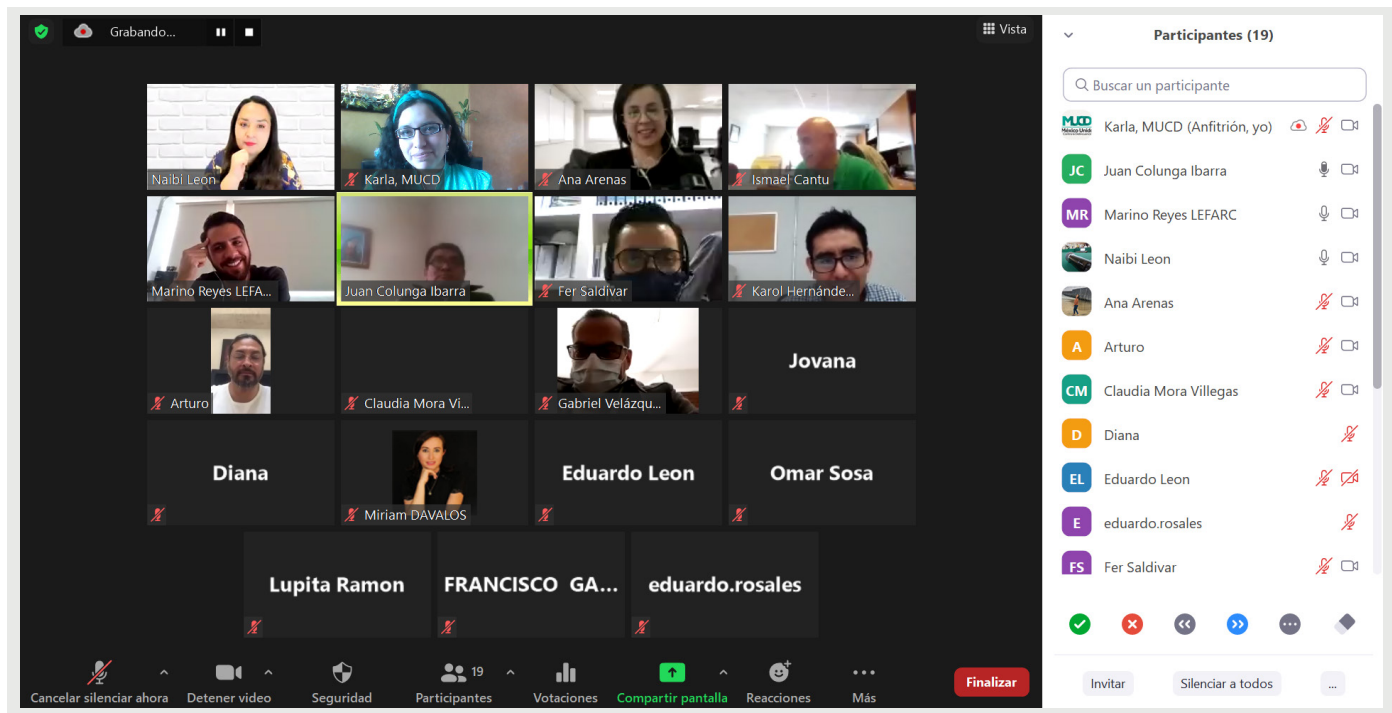 Grabando...
Vista
Naibi Leon
Karla, MUCD
Ana Arenas
Ismael Cantu
Marino Reyes LEFA...
Juan Colunga Ibarra
Fer Saldivar
Karol Hernánde...
Arturo
Claudia Mora Vi...
Gabriel Velázqu...
Jovana
Diana
Miriam DAVALOS
Eduardo Leon
Omar Sosa
Lupita Ramon
FRANCISCO GA...
eduardo.rosales
Cancelar silenciar ahora
Detener video
Seguridad
19
Participantes
Votaciones
Compartir pantalla
Reacciones
Más
Finalizar
Participantes (19)
Buscar un participante
MUCD
México Unido
Karla, MUCD (Anfitrión, yo)
JC Juan Colunga Ibarra
MR Marino Reyes LEFARC
Naibi Leon
Ana Arenas
A Arturo
CM Claudia Mora Villegas
D Diana
EL Eduardo Leon
E eduardo.rosales
FS Fer Saldivar
Invitar
Silenciar a todos
...